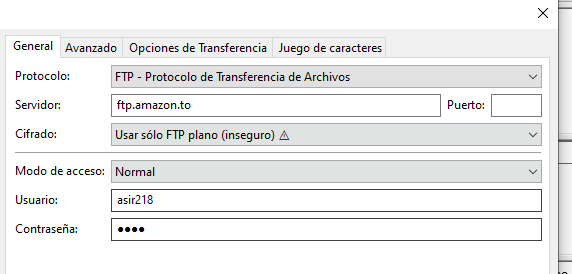 General Avanzado Opciones de Transferencia Juego de caracteres
Protocolo: FTP - Protocolo de Transferencia de Archivos
Servidor: ftp.amazon.to Puerto:
Cifrado: Usar sólo FTP plano (inseguro) ⚠
Modo de acceso: Normal
Usuario: asir218
Contraseña: ●●●●